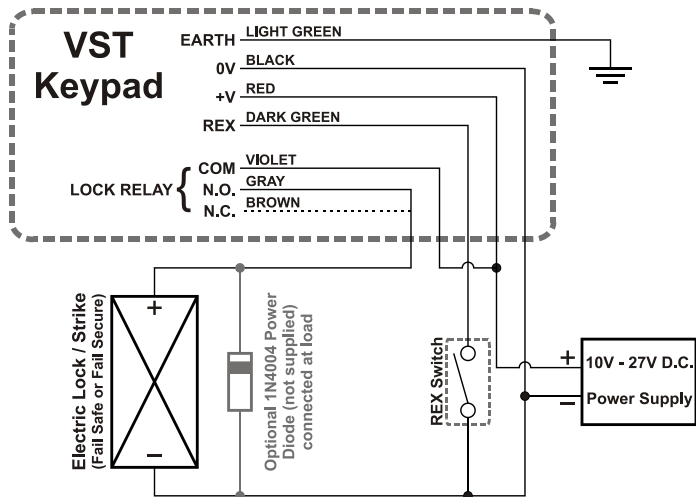 VST
Keypad
EARTH LIGHT GREEN
0V BLACK
+V RED
REX DARK GREEN
LOCK RELAY
COM VIOLET
N.O. GRAY
N.C. BROWN
Electric Lock / Strike
(Fail Safe or Fail Secure)
+
–
Optional 1N4004 Power
Diode (not supplied)
connected at load
REX Switch
+
–
10V - 27V D.C.
Power Supply